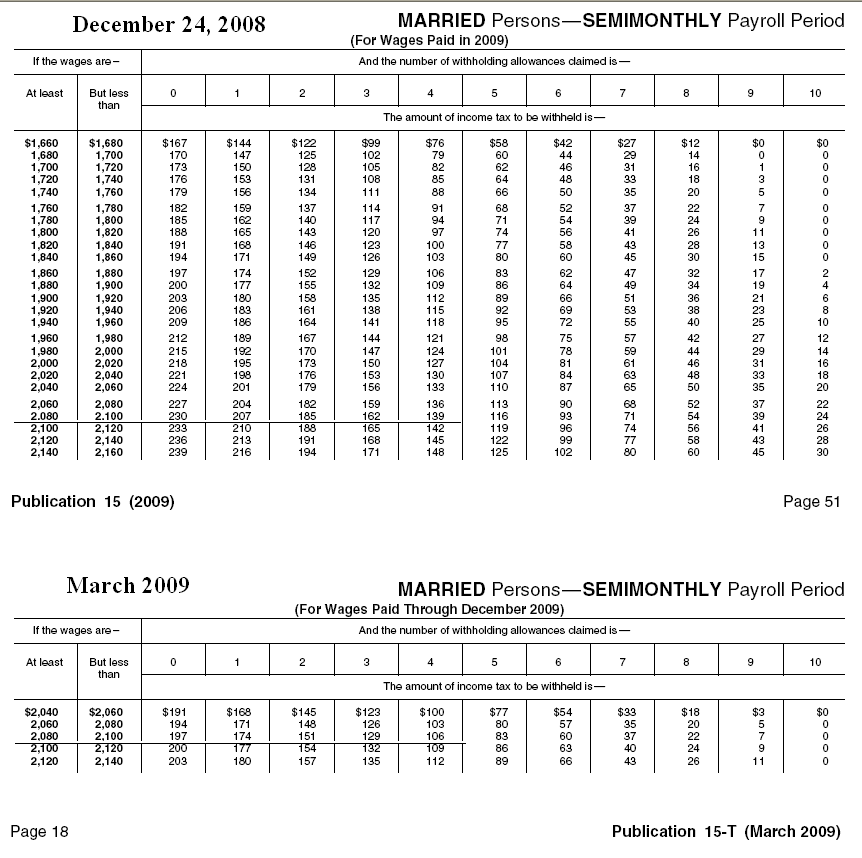 December 24, 2008
MARRIED Persons—SEMIMONTHLY Payroll Period
(For Wages Paid in 2009)
If the wages are– And the number of withholding allowances claimed is—
At least But less than 0 1 2 3 4 5 6 7 8 9 10
The amount of income tax to be withheld is—
$1,660 $1,680 $167 $144 $122 $99 $76 $58 $42 $27 $12 $0 $0
1,680 1,700 170 147 125 102 79 60 44 29 14 0 0
1,700 1,720 173 150 128 105 82 62 46 31 16 1 0
1,720 1,740 176 153 131 108 85 64 48 33 18 3 0
1,740 1,760 179 156 134 111 88 66 50 35 20 5 0
1,760 1,780 182 159 137 114 91 68 52 37 22 7 0
1,780 1,800 185 162 140 117 94 71 54 39 24 9 0
1,800 1,820 188 165 143 120 97 74 56 41 26 11 0
1,820 1,840 191 168 146 123 100 77 58 43 28 13 0
1,840 1,860 194 171 149 126 103 80 60 45 30 15 0
1,860 1,880 197 174 152 129 106 83 62 47 32 17 2
1,880 1,900 200 177 155 132 109 86 64 49 34 19 4
1,900 1,920 203 180 158 135 112 89 66 51 36 21 6
1,920 1,940 206 183 161 138 115 92 69 53 38 23 8
1,940 1,960 209 186 164 141 118 95 72 55 40 25 10
1,960 1,980 212 189 167 144 121 98 75 57 42 27 12
1,980 2,000 215 192 170 147 124 101 78 59 44 29 14
2,000 2,020 218 195 173 150 127 104 81 61 46 31 16
2,020 2,040 221 198 176 153 130 107 84 63 48 33 18
2,040 2,060 224 201 179 156 133 110 87 65 50 35 20
2,060 2,080 227 204 182 159 136 113 90 68 52 37 22
2,080 2,100 230 207 185 162 139 116 93 71 54 39 24
2,100 2,120 233 210 188 165 142 119 96 74 56 41 26
2,120 2,140 236 213 191 168 145 122 99 77 58 43 28
2,140 2,160 239 216 194 171 148 125 102 80 60 45 30
Publication 15 (2009) Page 51
March 2009
MARRIED Persons—SEMIMONTHLY Payroll Period
(For Wages Paid Through December 2009)
If the wages are– And the number of withholding allowances claimed is—
At least But less than 0 1 2 3 4 5 6 7 8 9 10
The amount of income tax to be withheld is—
$2,040 $2,060 $191 $168 $145 $123 $100 $77 $54 $33 $18 $3 $0
2,060 2,080 194 171 148 126 103 80 57 35 20 5 0
2,080 2,100 197 174 151 129 106 83 60 37 22 7 0
2,100 2,120 200 177 154 132 109 86 63 40 24 9 0
2,120 2,140 203 180 157 135 112 89 66 43 26 11 0
Page 18 Publication 15-T (March 2009)